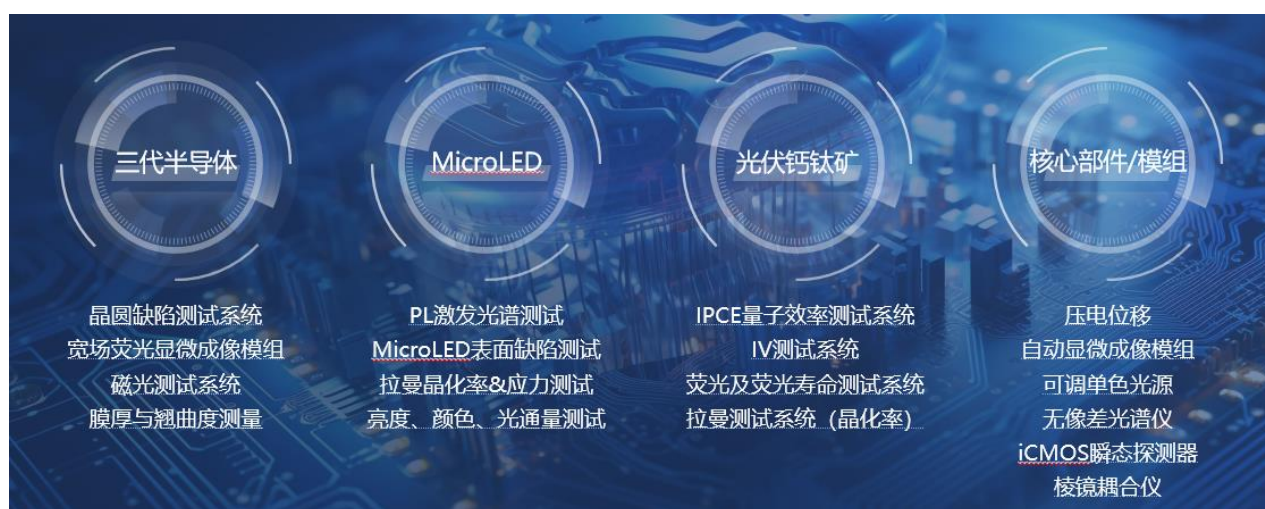 三代半导体
晶圆缺陷测试系统
宽场荧光显微成像模组
磁光测试系统
膜厚与翘曲度测量
MicroLED
PL激发光谱测试
MicroLED表面缺陷测试
拉曼晶化率&应力测试
亮度、颜色、光通量测试
光伏钙钛矿
IPCE量子效率测试系统
IV测试系统
荧光及荧光寿命测试系统
拉曼测试系统（晶化率）
核心部件/模组
压电位移
自动显微成像模组
可调单色光源
无像差光谱仪
iCMOS瞬态探测器
棱镜耦合仪